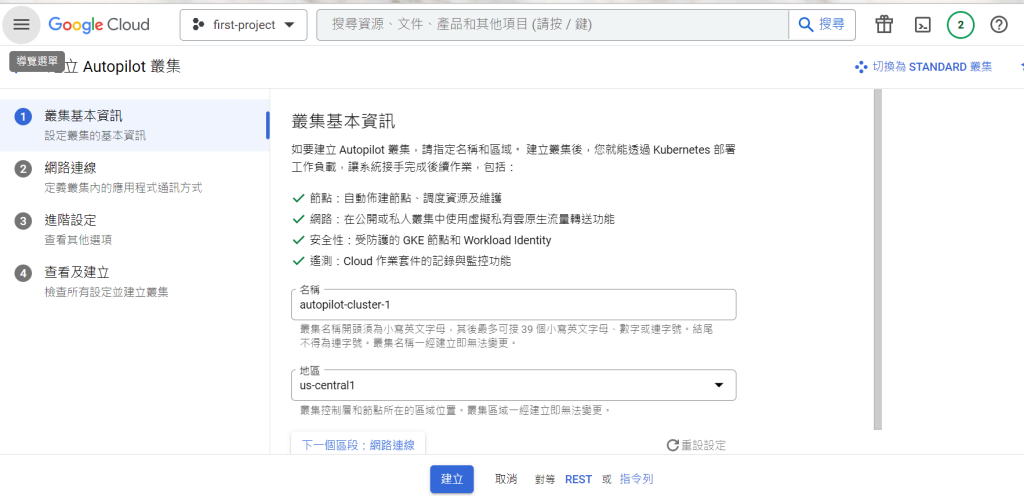 Google Cloud
first-project
搜尋資源、文件、產品和其他項目 (請按 / 鍵)
搜尋
2
導覽選單
立 Autopilot 叢集
切換為 STANDARD 叢集
1
叢集基本資訊
設定叢集的基本資訊
2
網路連線
定義叢集內的應用程式通訊方式
3
進階設定
查看其他選項
4
查看及建立
檢查所有設定並建立叢集
叢集基本資訊
如要建立 Autopilot 叢集，請指定名稱和區域。 建立叢集後，您就能透過 Kubernetes 部署
工作負載，讓系統接手完成後續作業，包括：
節點：自動佈建節點、調度資源及維護
網路：在公開或私人叢集中使用虛擬私有雲原生流量轉送功能
安全性：受防護的 GKE 節點和 Workload Identity
遙測：Cloud 作業套件的記錄與監控功能
名稱
autopilot-cluster-1
叢集名稱開頭須為小寫英文字母，其後最多可接 39 個小寫英文字母、數字或連字號。結尾
不得為連字號。叢集名稱一經建立即無法變更。
地區
us-central1
叢集控制層和節點所在的區域位置。叢集區域一經建立即無法變更。
下一個區段：網路連線
重設設定
建立
取消
對等 REST 或 指令列